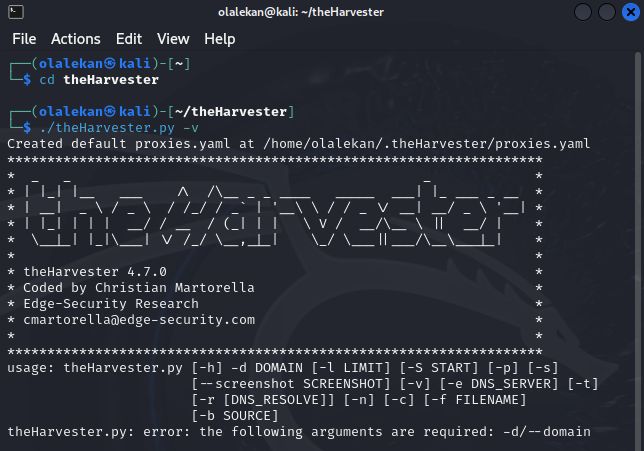 olalekan@kali: ~/theHarvester
File Actions Edit View Help
┌──(olalekan㉿kali)-[~]
└─$ cd theHarvester
┌──(olalekan㉿kali)-[~/theHarvester]
└─$ ./theHarvester.py -v
Created default proxies.yaml at /home/olalekan/.theHarvester/proxies.yaml
*******************************************************************
theHarvester
* *
* theHarvester 4.7.0 *
* Coded by Christian Martorella *
* Edge-Security Research *
* cmartorella@edge-security.com *
* *
*******************************************************************
usage: theHarvester.py [-h] -d DOMAIN [-l LIMIT] [-S START] [-p] [-s]
[--screenshot SCREENSHOT] [-v] [-e DNS_SERVER] [-t]
[-r [DNS_RESOLVE]] [-n] [-c] [-f FILENAME]
[-b SOURCE]
theHarvester.py: error: the following arguments are required: -d/--domain